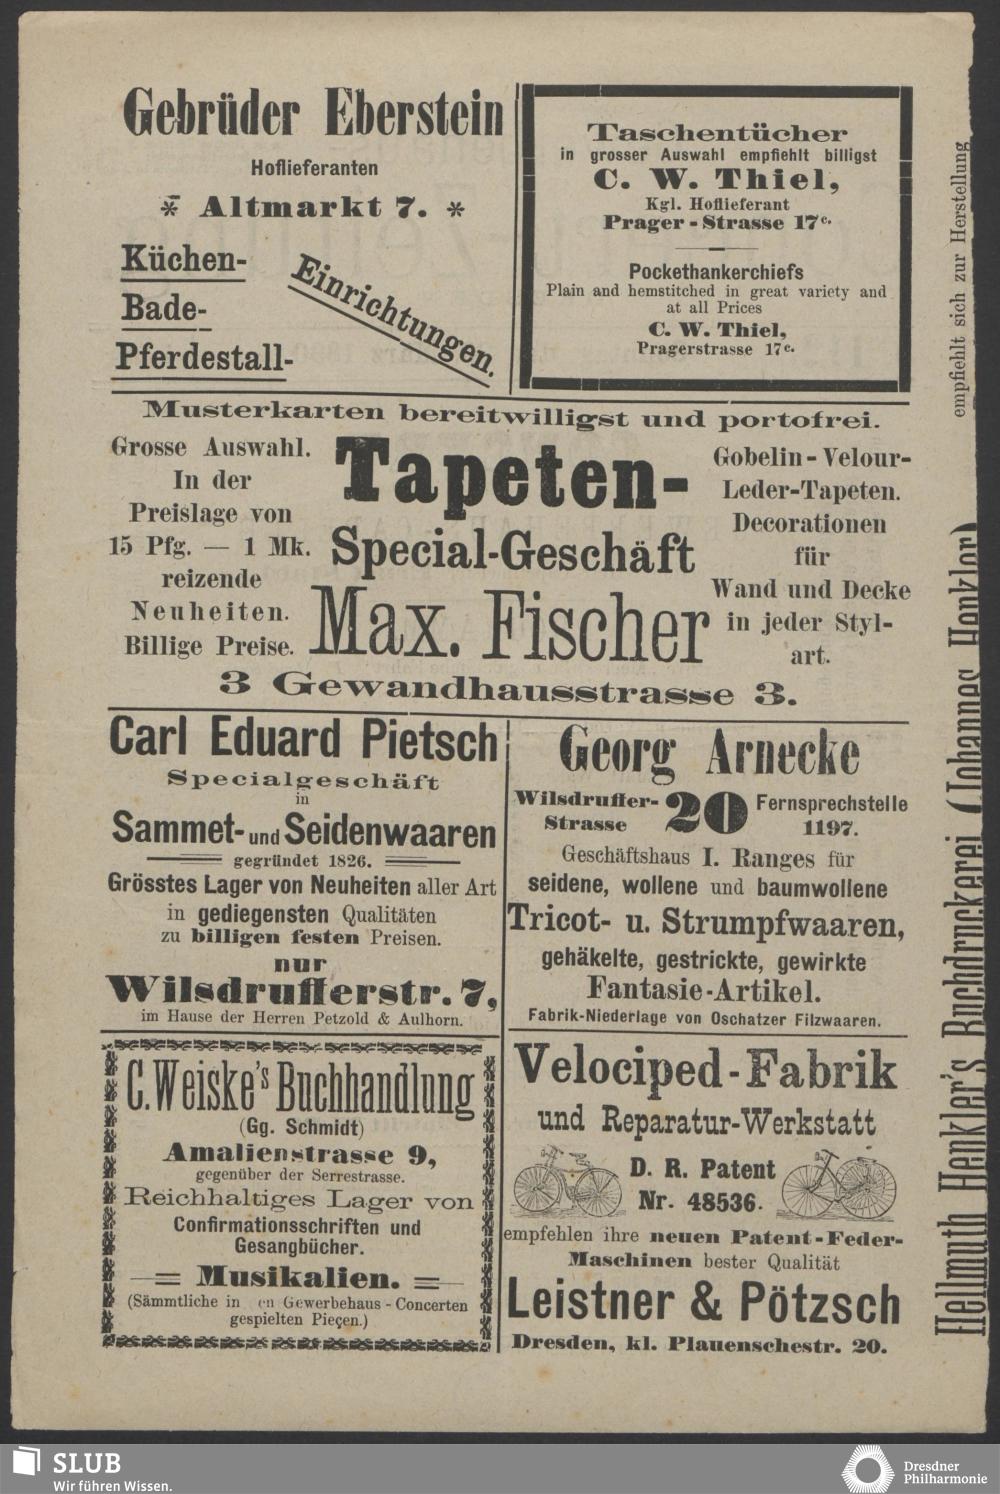 Gebrüder Eberstein
Hoflieferanten
* Altmarkt 7. *
Küchen-
Bade-
Pferdestall-
Einrichtungen.
Taschentücher
in grosser Auswahl empfiehlt billigst
C. W. Thiel,
Kgl. Hoflieferant
Prager-Strasse 17c.
Pockethankerchiefs
Plain and hemstitched in great variety and
at all Prices
C. W. Thiel,
Pragerstrasse 17c.
Musterkarten bereitwilligst und portofrei.
Grosse Auswahl.
In der
Preislage von
15 Pfg. — 1 Mk.
reizende
Neuheiten.
Billige Preise.
Tapeten-
Special-Geschäft
Max. Fischer
Gobelin-Velour-
Leder-Tapeten.
Decorationen
für
Wand und Decke
in jeder Styl-
art.
3 Gewandhausstrasse 3.
Carl Eduard Pietsch
Specialgeschäft
in
Sammet- und Seidenwaaren
gegründet 1826.
Grösstes Lager von Neuheiten aller Art
in gediegensten Qualitäten
zu billigen festen Preisen.
nur
Wilsdrufferstr. 7,
im Hause der Herren Petzold & Aulhorn.
Georg Arnecke
Wilsdruffer-
Strasse
20
Fernsprechstelle
1197.
Geschäftshaus I. Ranges für
seidene, wollene und baumwollene
Tricot- u. Strumpfwaaren,
gehäkelte, gestrickte, gewirkte
Fantasie-Artikel.
Fabrik-Niederlage von Oschatzer Filzwaaren.
C. Weiske's Buchhandlung
(Gg. Schmidt)
Amalienstrasse 9,
gegenüber der Serrestrasse.
Reichhaltiges Lager von
Confirmationsschriften und
Gesangbücher.
Musikalien.
(Sämmtliche in en Gewerbehaus-Concerten
gespielten Pieçen.)
Velociped-Fabrik
und Reparatur-Werkstatt
D. R. Patent
Nr. 48536.
empfehlen ihre neuen Patent-Feder-
Maschinen bester Qualität
Leistner & Pötzsch
Dresden, kl. Plauenschestr. 20.
Hellmuth Henkler's Buchdruckerei (Johannes Henkler)
empfiehlt sich zur Herstellung
SLUB
Wir führen Wissen.
Dresdner
Philharmonie